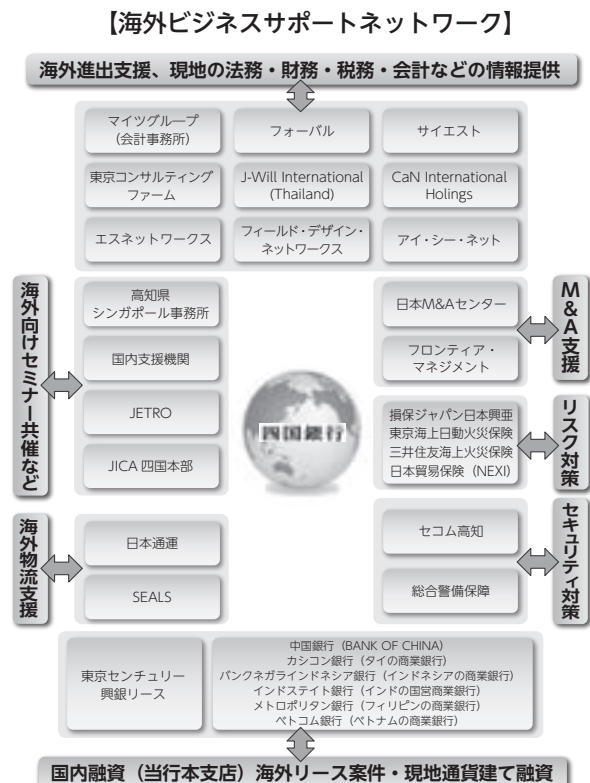 【海外ビジネスサポートネットワーク】
海外進出支援、現地の法務・財務・税務・会計などの情報提供
マイツグループ
(会計事務所)
フォーバル
サイエスト
東京コンサルティング
ファーム
J-Will International
(Thailand)
CaN International
Holings
エスネットワークス
フィールド・デザイン・
ネットワークス
アイ・シー・ネット
海外向けセミナー共催など
高知県
シンガポール事務所
国内支援機関
JETRO
JICA 四国本部
四国銀行
日本M&Aセンター
フロンティア・
マネジメント
M&A支援
損保ジャパン日本興亜
東京海上日動火災保険
三井住友海上火災保険
日本貿易保険（NEXI）
リスク対策
海外物流支援
日本通運
SEALS
セコム高知
総合警備保障
セキュリティ対策
東京センチュリー
興銀リース
中国銀行（BANK OF CHINA）
カシコン銀行（タイの商業銀行）
バンクネガラインドネシア銀行（インドネシアの商業銀行）
インドステイト銀行（インドの国営商業銀行）
メトロポリタン銀行（フィリピンの商業銀行）
ベトコム銀行（ベトナムの商業銀行）
国内融資（当行本支店）海外リース案件・現地通貨建て融資